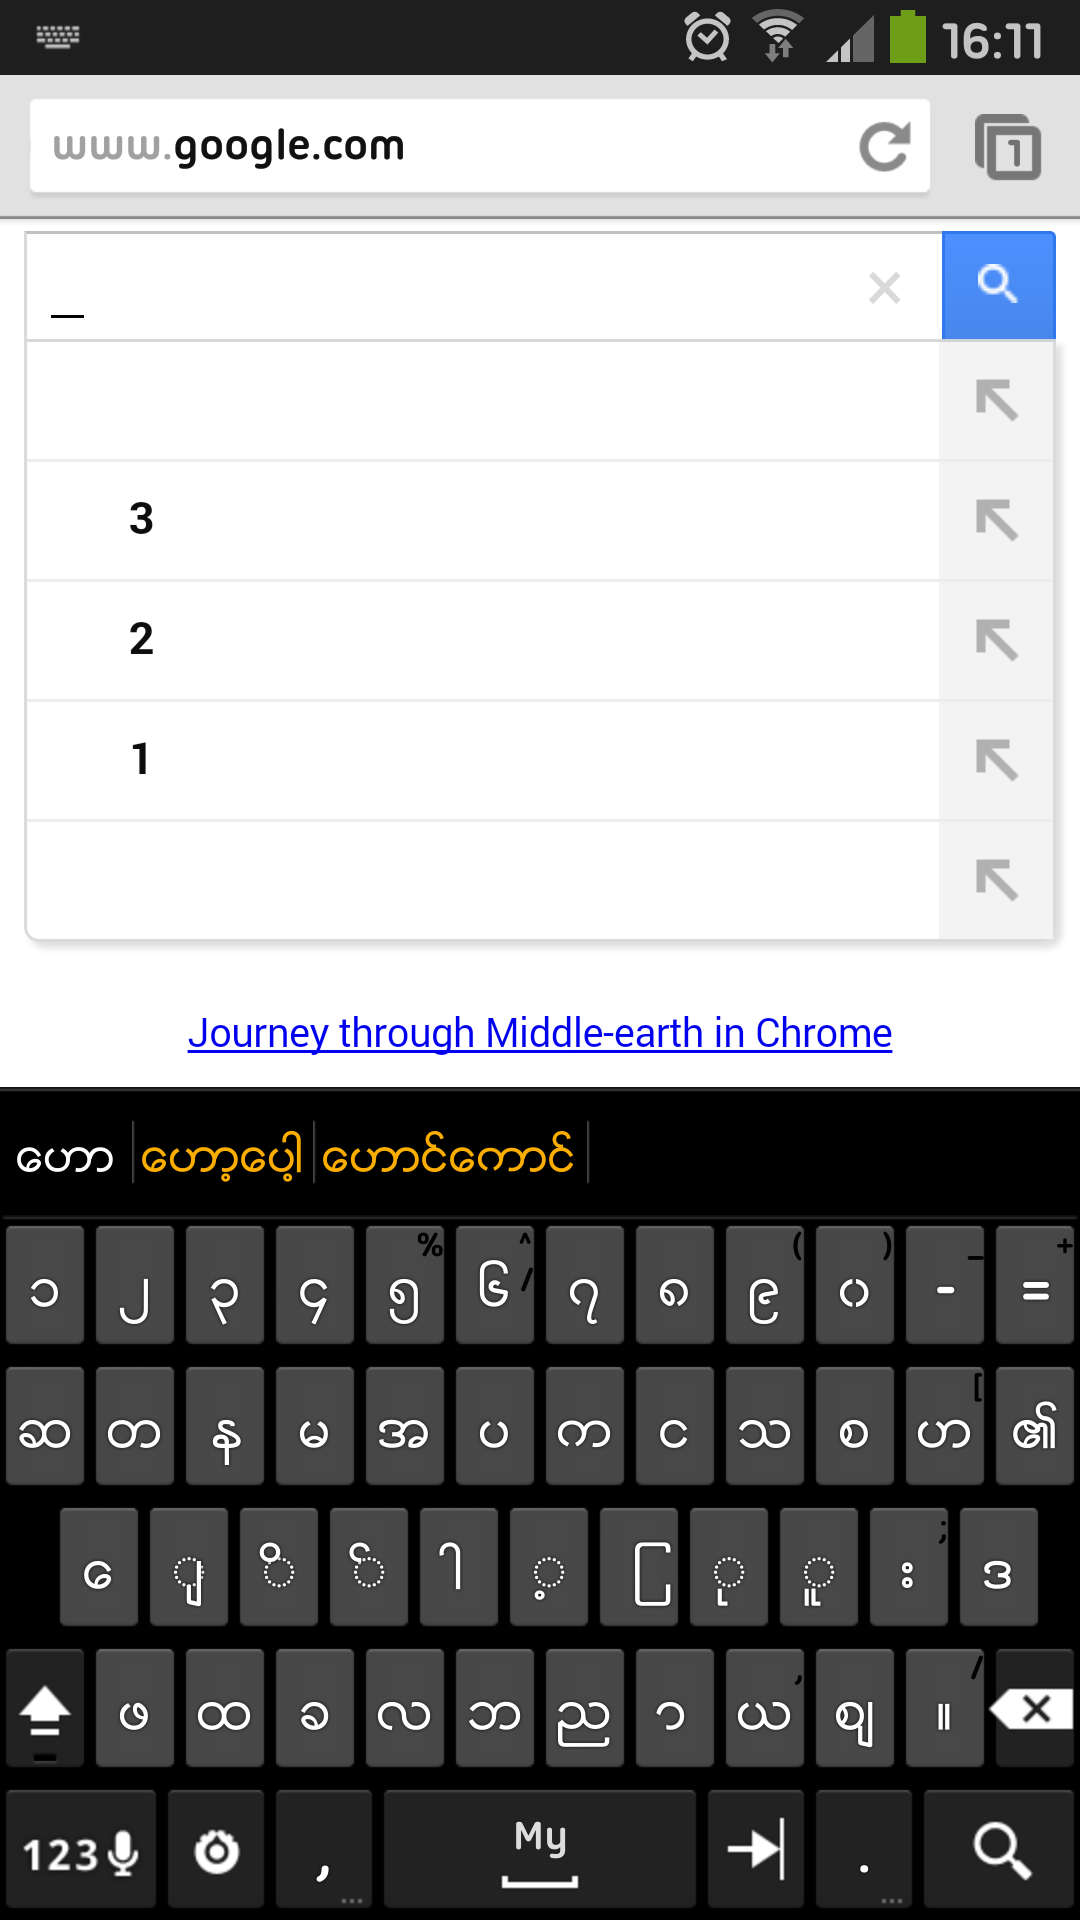 16:11
www.google.com 1
3
2
1
Journey through Middle-earth in Chrome
ဟော ဟော့ပေါ့ ဟောင်ကောင်
၁ ၂ ၃ ၄ ၅ % ၆ ^ / ၇ ၈ ၉ ( ၀ ) - _ = +
ဆ တ န မ အ ပ က င သ စ ဟ [ ၏
ေ ျ ိ ် ါ ့ ြ ု ူ း ; ဒ
ဖ ထ ခ လ ဘ ည ာ ယ , ဈ ။ /
123 , ... My . ...